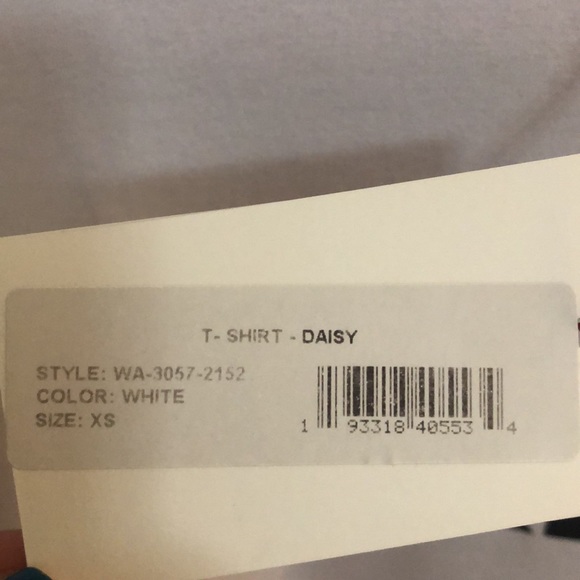 T- SHIRT - DAISY
STYLE: WA-3057-2152
COLOR: WHITE
SIZE: XS
1 93318 40553 4